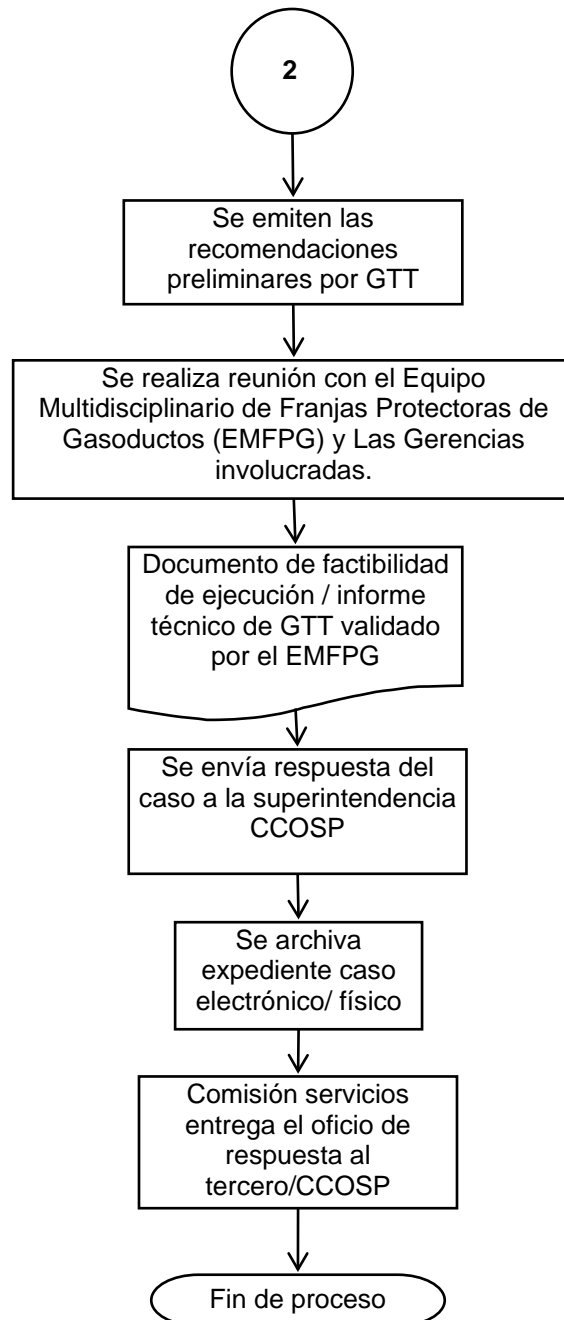 2
Se emiten las
recomendaciones
preliminares por GTT
Se realiza reunión con el Equipo
Multidisciplinario de Franjas Protectoras de
Gasoductos (EMFPG) y Las Gerencias
involucradas.
Documento de factibilidad
de ejecución / informe
técnico de GTT validado
por el EMFPG
Se envía respuesta del
caso a la superintendencia
CCOSP
Se archiva
expediente caso
electrónico/ físico
Comisión servicios
entrega el oficio de
respuesta al
tercero/CCOSP
Fin de proceso